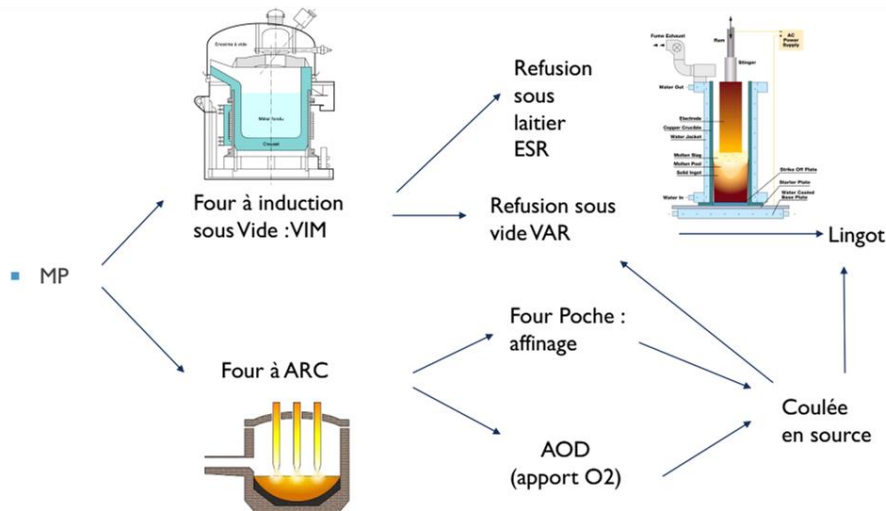 Enceinte à vide
Métal fondu
Creuset
Four à induction
sous Vide : VIM
Refusion
sous
laitier
ESR
Refusion sous
vide VAR
Fume Exhaust
Ram
AC
Power
Supply
Stinger
Water Out
Electrode
Copper Crucible
Water Jacket
Molten Slag
Molten Pool
Solid Ingot
Strike Off Plate
Starter Plate
Water In
Water Cooled
Base Plate
Lingot
MP
Four Poche :
affinage
Four à ARC
Coulée
en source
AOD
(apport O2)